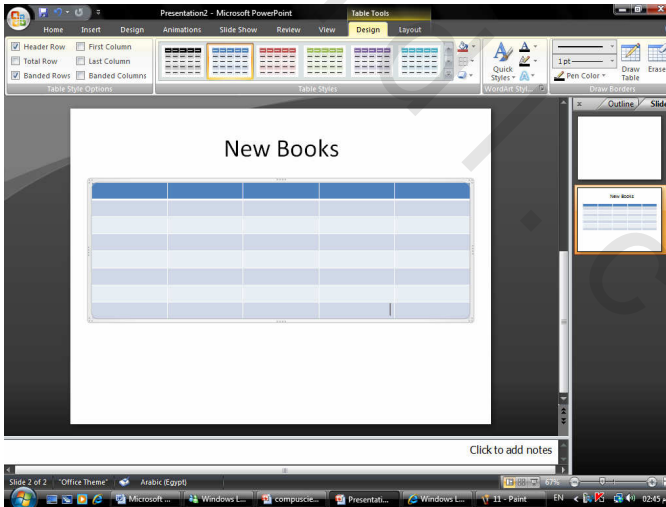 Presentation2 - Microsoft PowerPoint
Table Tools
Home Insert Design Animations Slide Show Review View Design Layout
Header Row First Column
Total Row Last Column
Banded Rows Banded Columns
Table Style Options
Table Styles
Quick Styles
WordArt Styl...
1 pt
Pen Color
Draw Table
Erase
Draw Borders
Outline Slid
New Books
New Books
Click to add notes
Slide 2 of 2 "Office Theme" Arabic (Egypt) 67%
Microsoft ... Windows L... compuscie... Presentati... Windows L... 11 - Paint EN 02:45